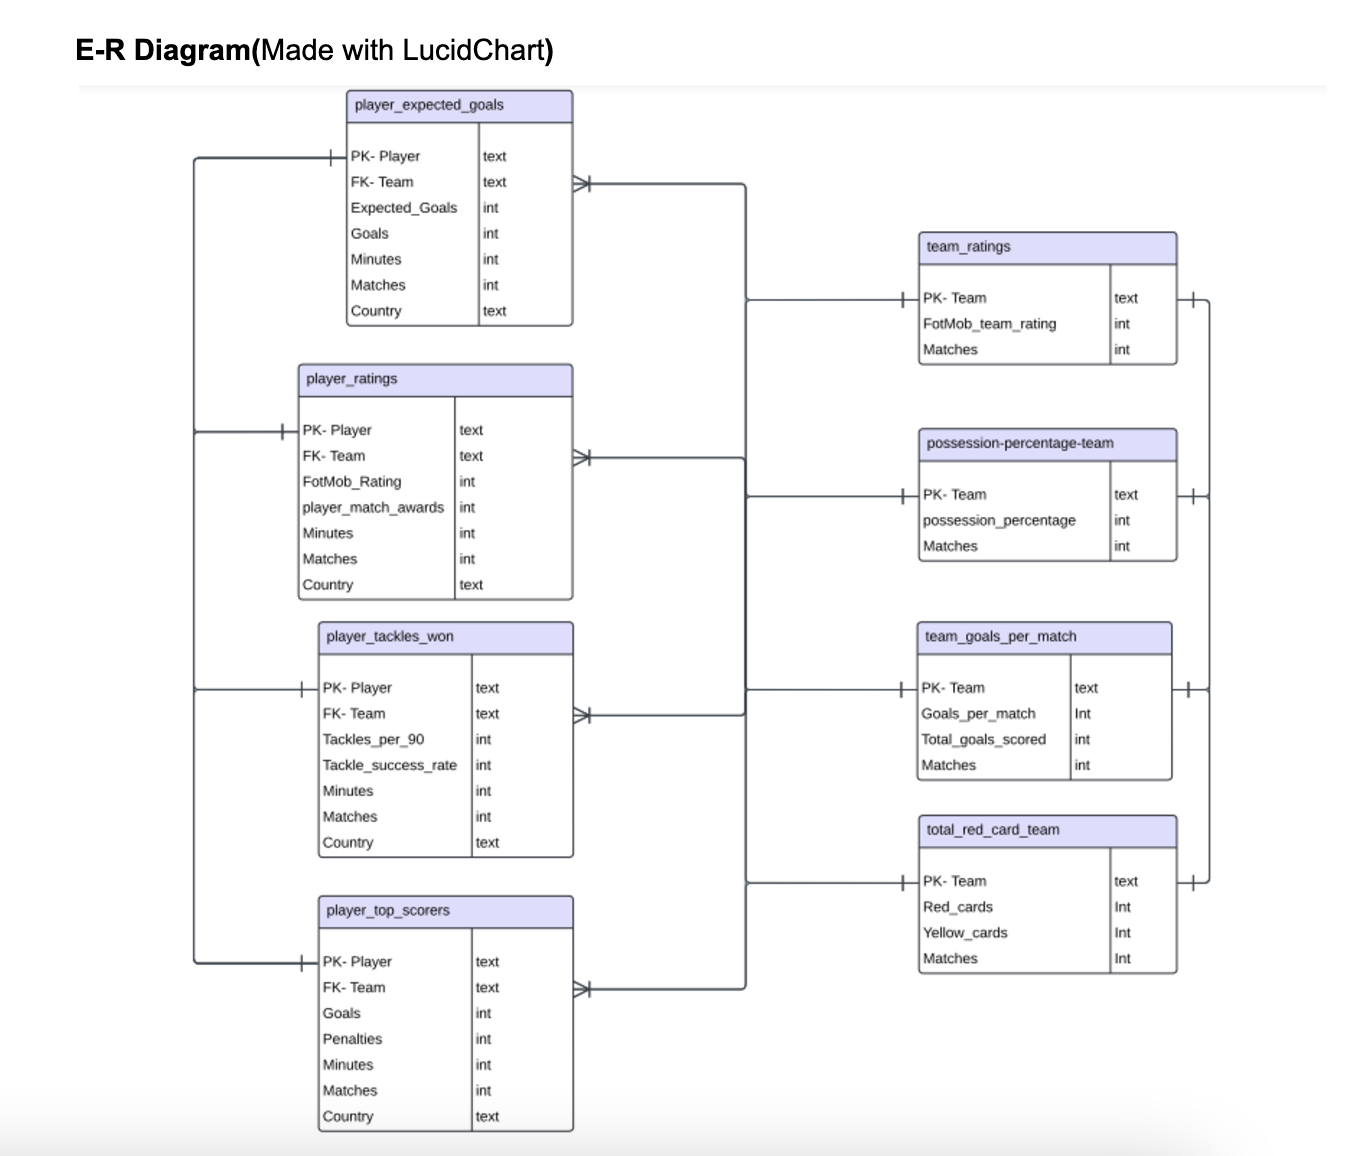 E-R Diagram(Made with LucidChart)
player_expected_goals
PK- Player text
FK- Team text
Expected_Goals int
Goals int
Minutes int
Matches int
Country text
player_ratings
PK- Player text
FK- Team text
FotMob_Rating int
player_match_awards int
Minutes int
Matches int
Country text
player_tackles_won
PK- Player text
FK- Team text
Tackles_per_90 int
Tackle_success_rate int
Minutes int
Matches int
Country text
player_top_scorers
PK- Player text
FK- Team text
Goals int
Penalties int
Minutes int
Matches int
Country text
team_ratings
PK- Team text
FotMob_team_rating int
Matches int
possession-percentage-team
PK- Team text
possession_percentage int
Matches int
team_goals_per_match
PK- Team text
Goals_per_match Int
Total_goals_scored int
Matches int
total_red_card_team
PK- Team text
Red_cards Int
Yellow_cards Int
Matches Int